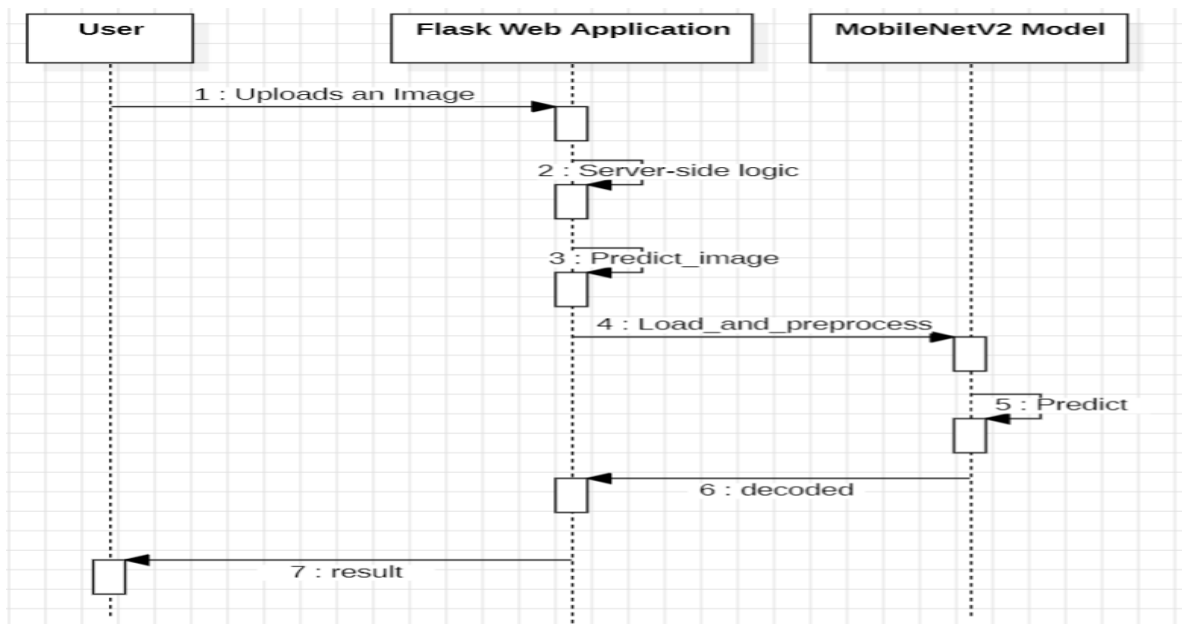 User
Flask Web Application
MobileNetV2 Model
1 : Uploads an Image
2 : Server-side logic
3 : Predict_image
4 : Load_and_preprocess
5 : Predict
6 : decoded
7 : result